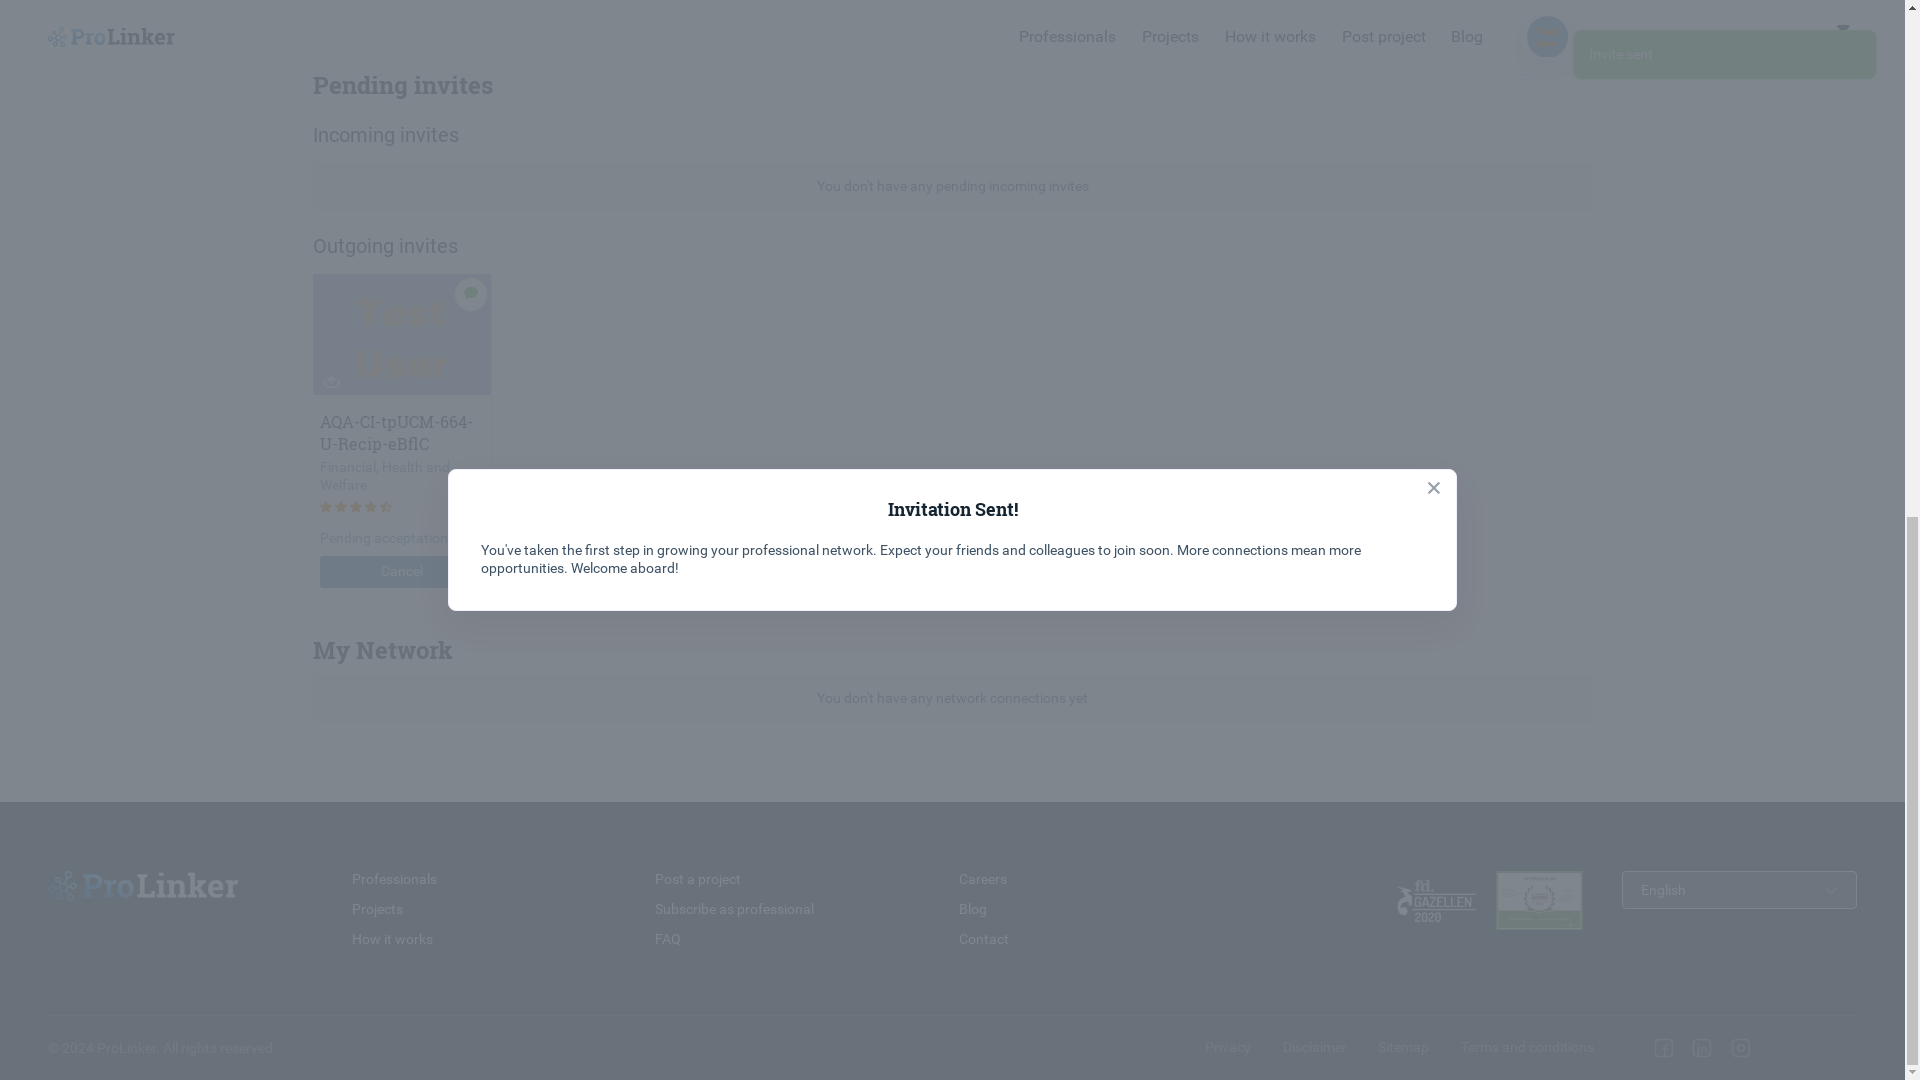 ProLinker
Professionals
Projects
How it works
Post project
Blog
Invite sent
Pending invites
Incoming invites
You don't have any pending incoming invites
Outgoing invites
Test
User
AQA-CI-tpUCM-664-
U-Recip-eBflC
Financial, Health and
Welfare
Pending acceptation
Cancel
Invitation Sent!
You've taken the first step in growing your professional network. Expect your friends and colleagues to join soon. More connections mean more
opportunities. Welcome aboard!
My Network
You don't have any network connections yet
ProLinker
Professionals
Projects
How it works
Post a project
Subscribe as professional
FAQ
Careers
Blog
Contact
fd.
GAZELLEN
2020
English
© 2024 ProLinker. All rights reserved
Privacy
Disclaimer
Sitemap
Terms and conditions